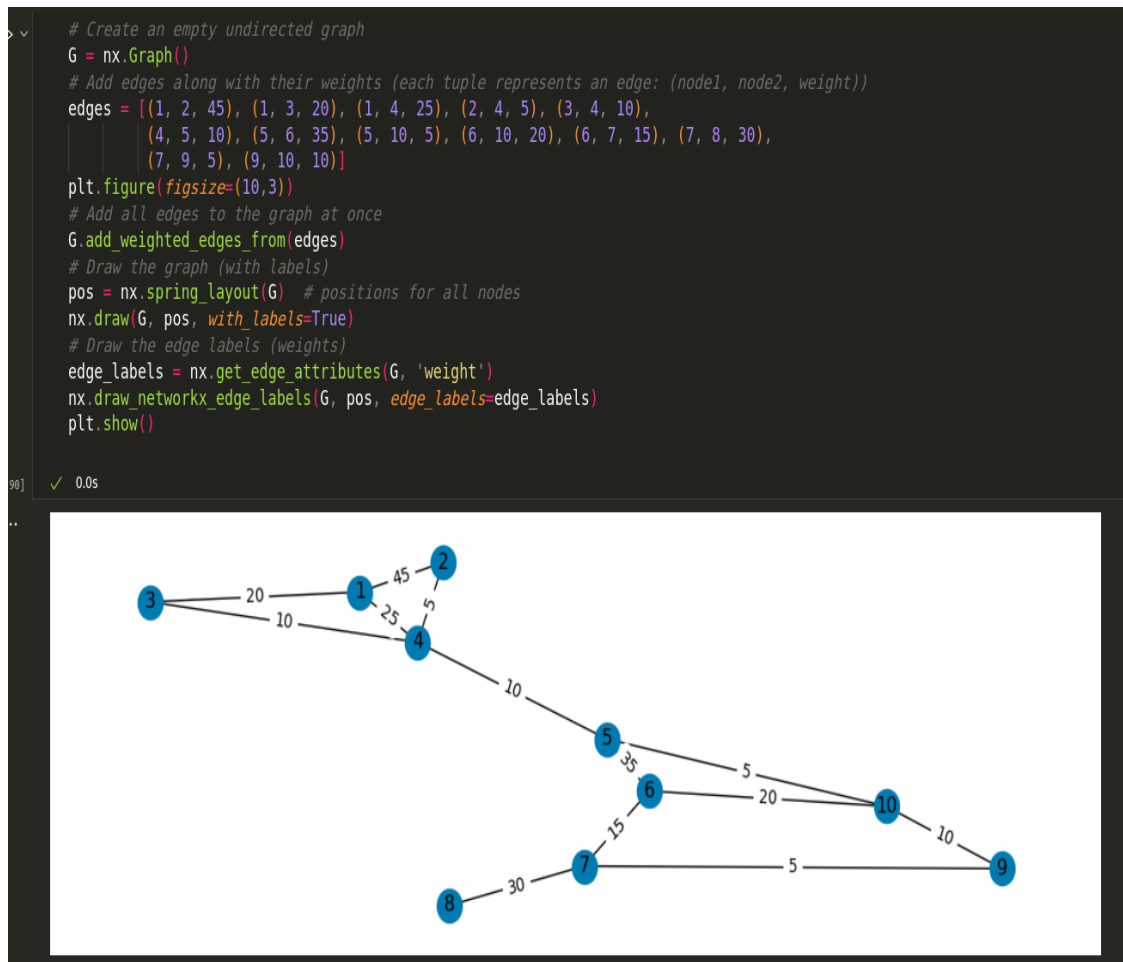 # Create an empty undirected graph
G = nx.Graph()
# Add edges along with their weights (each tuple represents an edge: (node1, node2, weight))
edges = [(1, 2, 45), (1, 3, 20), (1, 4, 25), (2, 4, 5), (3, 4, 10),
(4, 5, 10), (5, 6, 35), (5, 10, 5), (6, 10, 20), (6, 7, 15), (7, 8, 30),
(7, 9, 5), (9, 10, 10)]
plt.figure(figsize=(10,3))
# Add all edges to the graph at once
G.add_weighted_edges_from(edges)
# Draw the graph (with labels)
pos = nx.spring_layout(G)  # positions for all nodes
nx.draw(G, pos, with_labels=True)
# Draw the edge labels (weights)
edge_labels = nx.get_edge_attributes(G, 'weight')
nx.draw_networkx_edge_labels(G, pos, edge_labels=edge_labels)
plt.show()
90]
0.0s
2
45
1
20
3
5
25
10
4
10
5
35
5
6
20
10
15
10
7
5
9
30
8